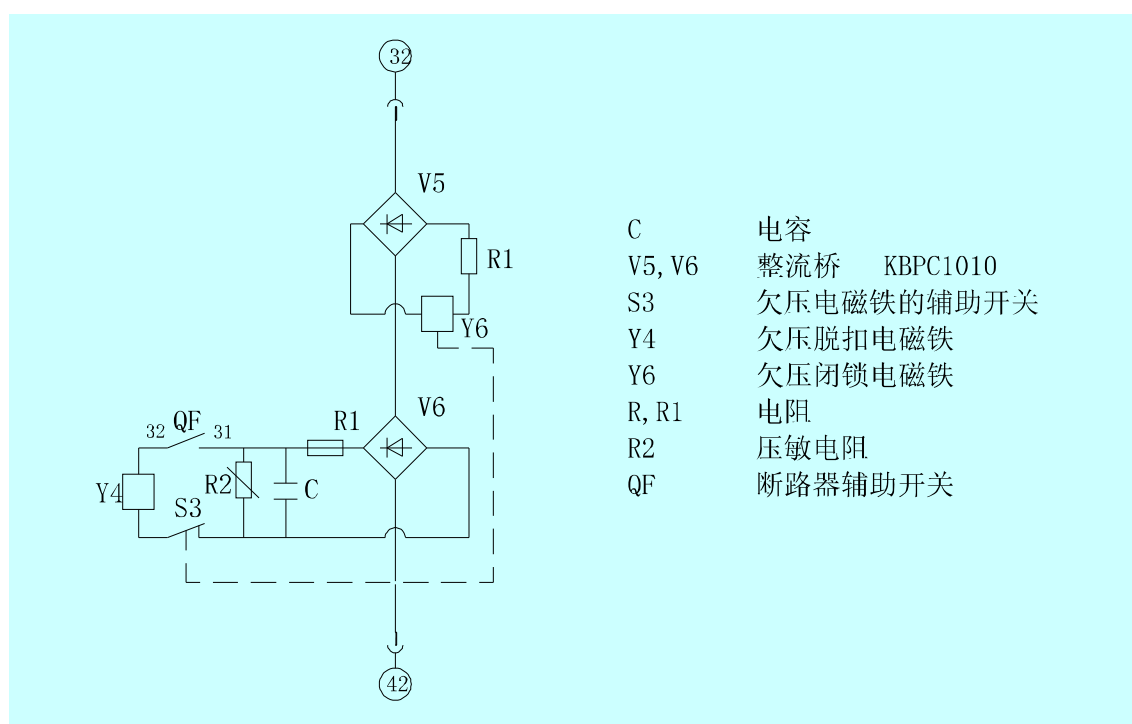 32
V5
R1
Y6
V6
R1
32 QF 31
R2
C
Y4
S3
42
C 电容
V5,V6 整流桥 KBPC1010
S3 欠压电磁铁的辅助开关
Y4 欠压脱扣电磁铁
Y6 欠压闭锁电磁铁
R,R1 电阻
R2 压敏电阻
QF 断路器辅助开关